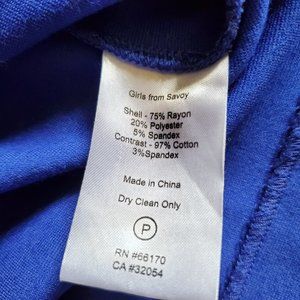 Girls from Savoy
Shell - 75% Rayon
20% Polyester
5% Spandex
Contrast - 97% Cotton
3%Spandex
Made in China
Dry Clean Only
P
RN #66170
CA #32054